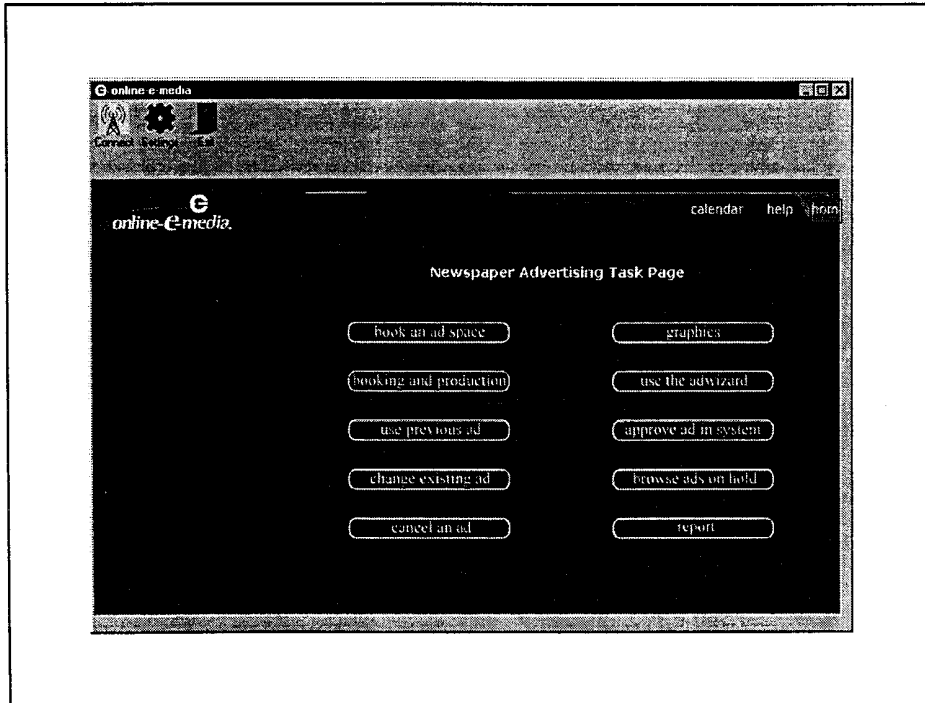 online-e-media
Connect Settings Exit
e
online-e-media.
calendar help hom
Newspaper Advertising Task Page
book an ad space
graphics
booking and production
use the adwizard
use previous ad
approve ad in system
change existing ad
browse ads on hold
cancel an ad
report